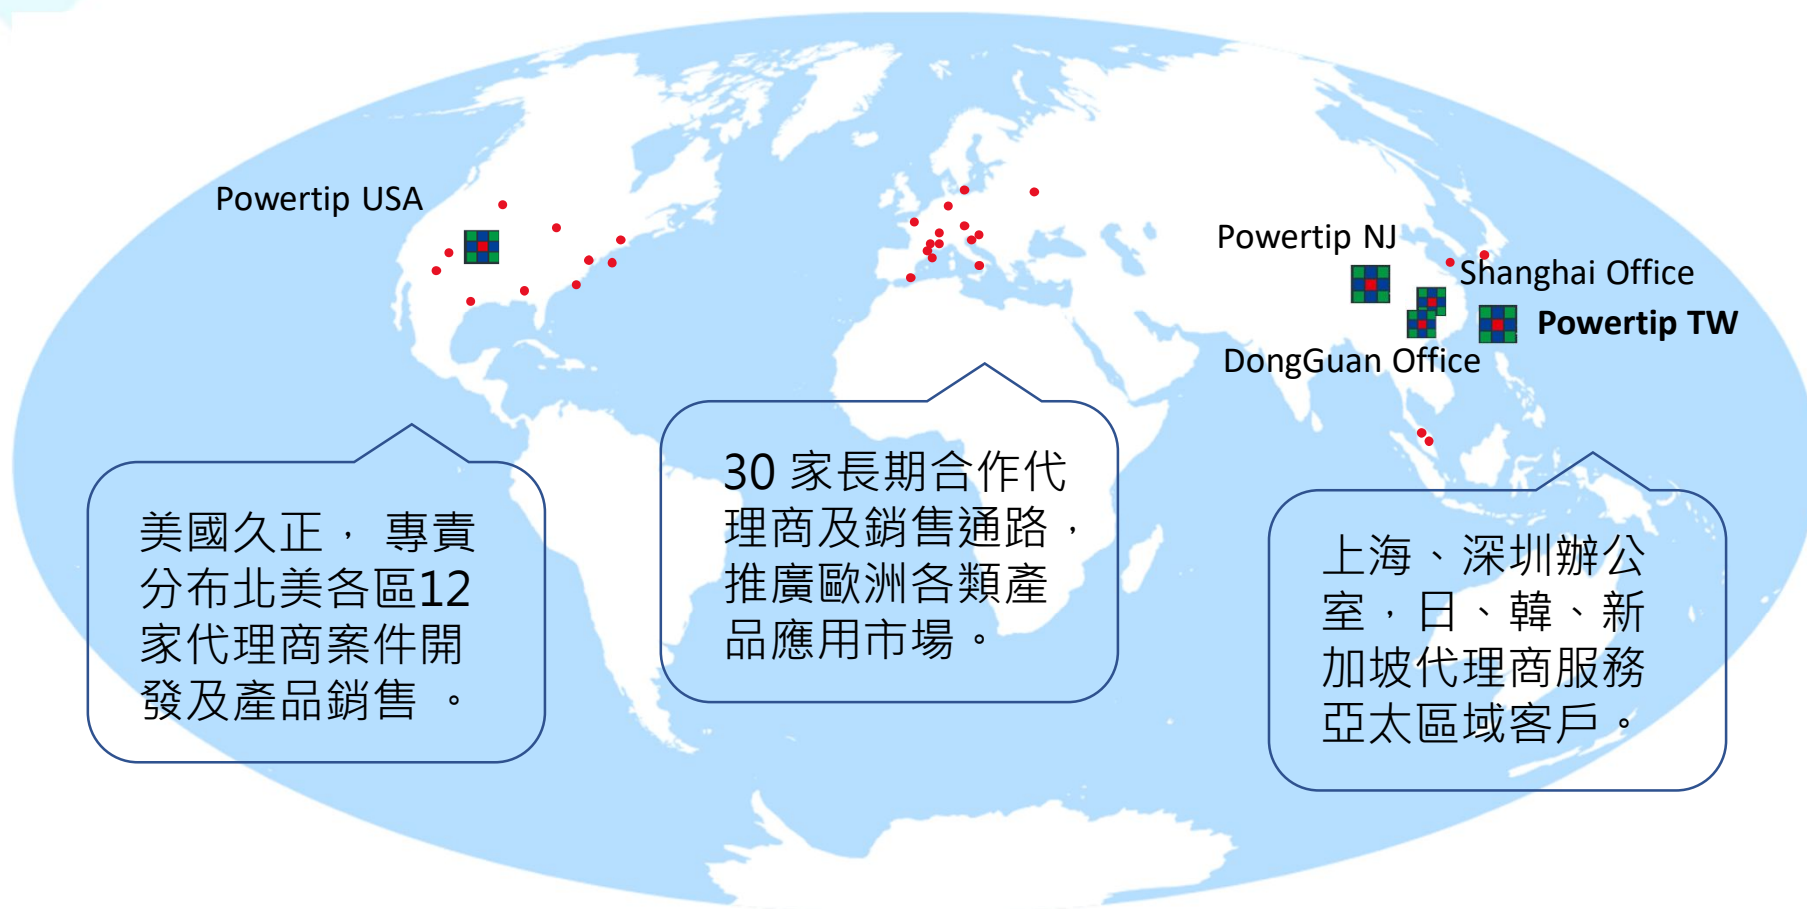 Powertip USA
Powertip NJ
Shanghai Office
Powertip TW
DongGuan Office
美國久正， 專責
分布北美各區12
家代理商案件開
發及產品銷售 。
30 家長期合作代
理商及銷售通路，
推廣歐洲各類產
品應用市場。
上海、深圳辦公
室，日、韓、新
加坡代理商服務
亞太區域客戶。